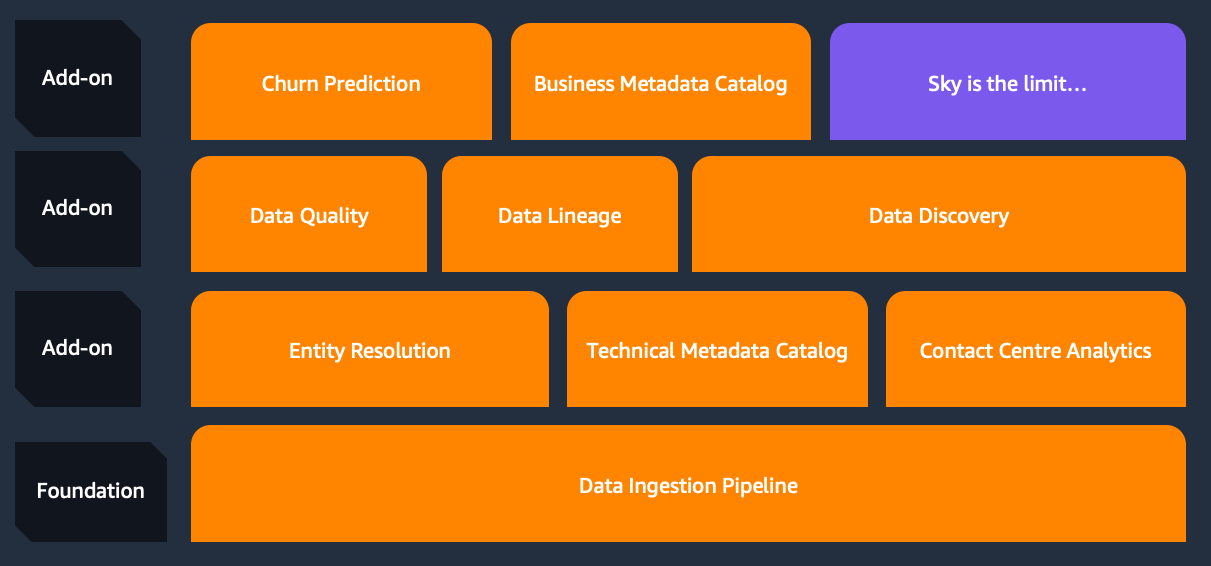 Add-on
Churn Prediction
Business Metadata Catalog
Sky is the limit...
Add-on
Data Quality
Data Lineage
Data Discovery
Add-on
Entity Resolution
Technical Metadata Catalog
Contact Centre Analytics
Foundation
Data Ingestion Pipeline